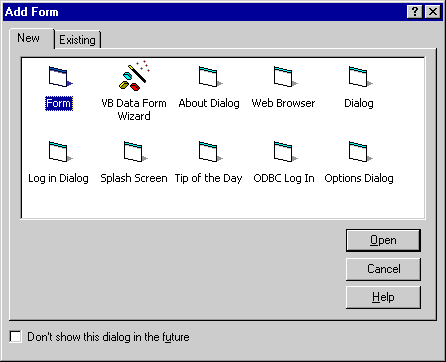 Add Form
New Existing
Form VB Data Form Wizard About Dialog Web Browser Dialog
Log in Dialog Splash Screen Tip of the Day ODBC Log In Options Dialog
Open
Cancel
Help
Don't show this dialog in the future